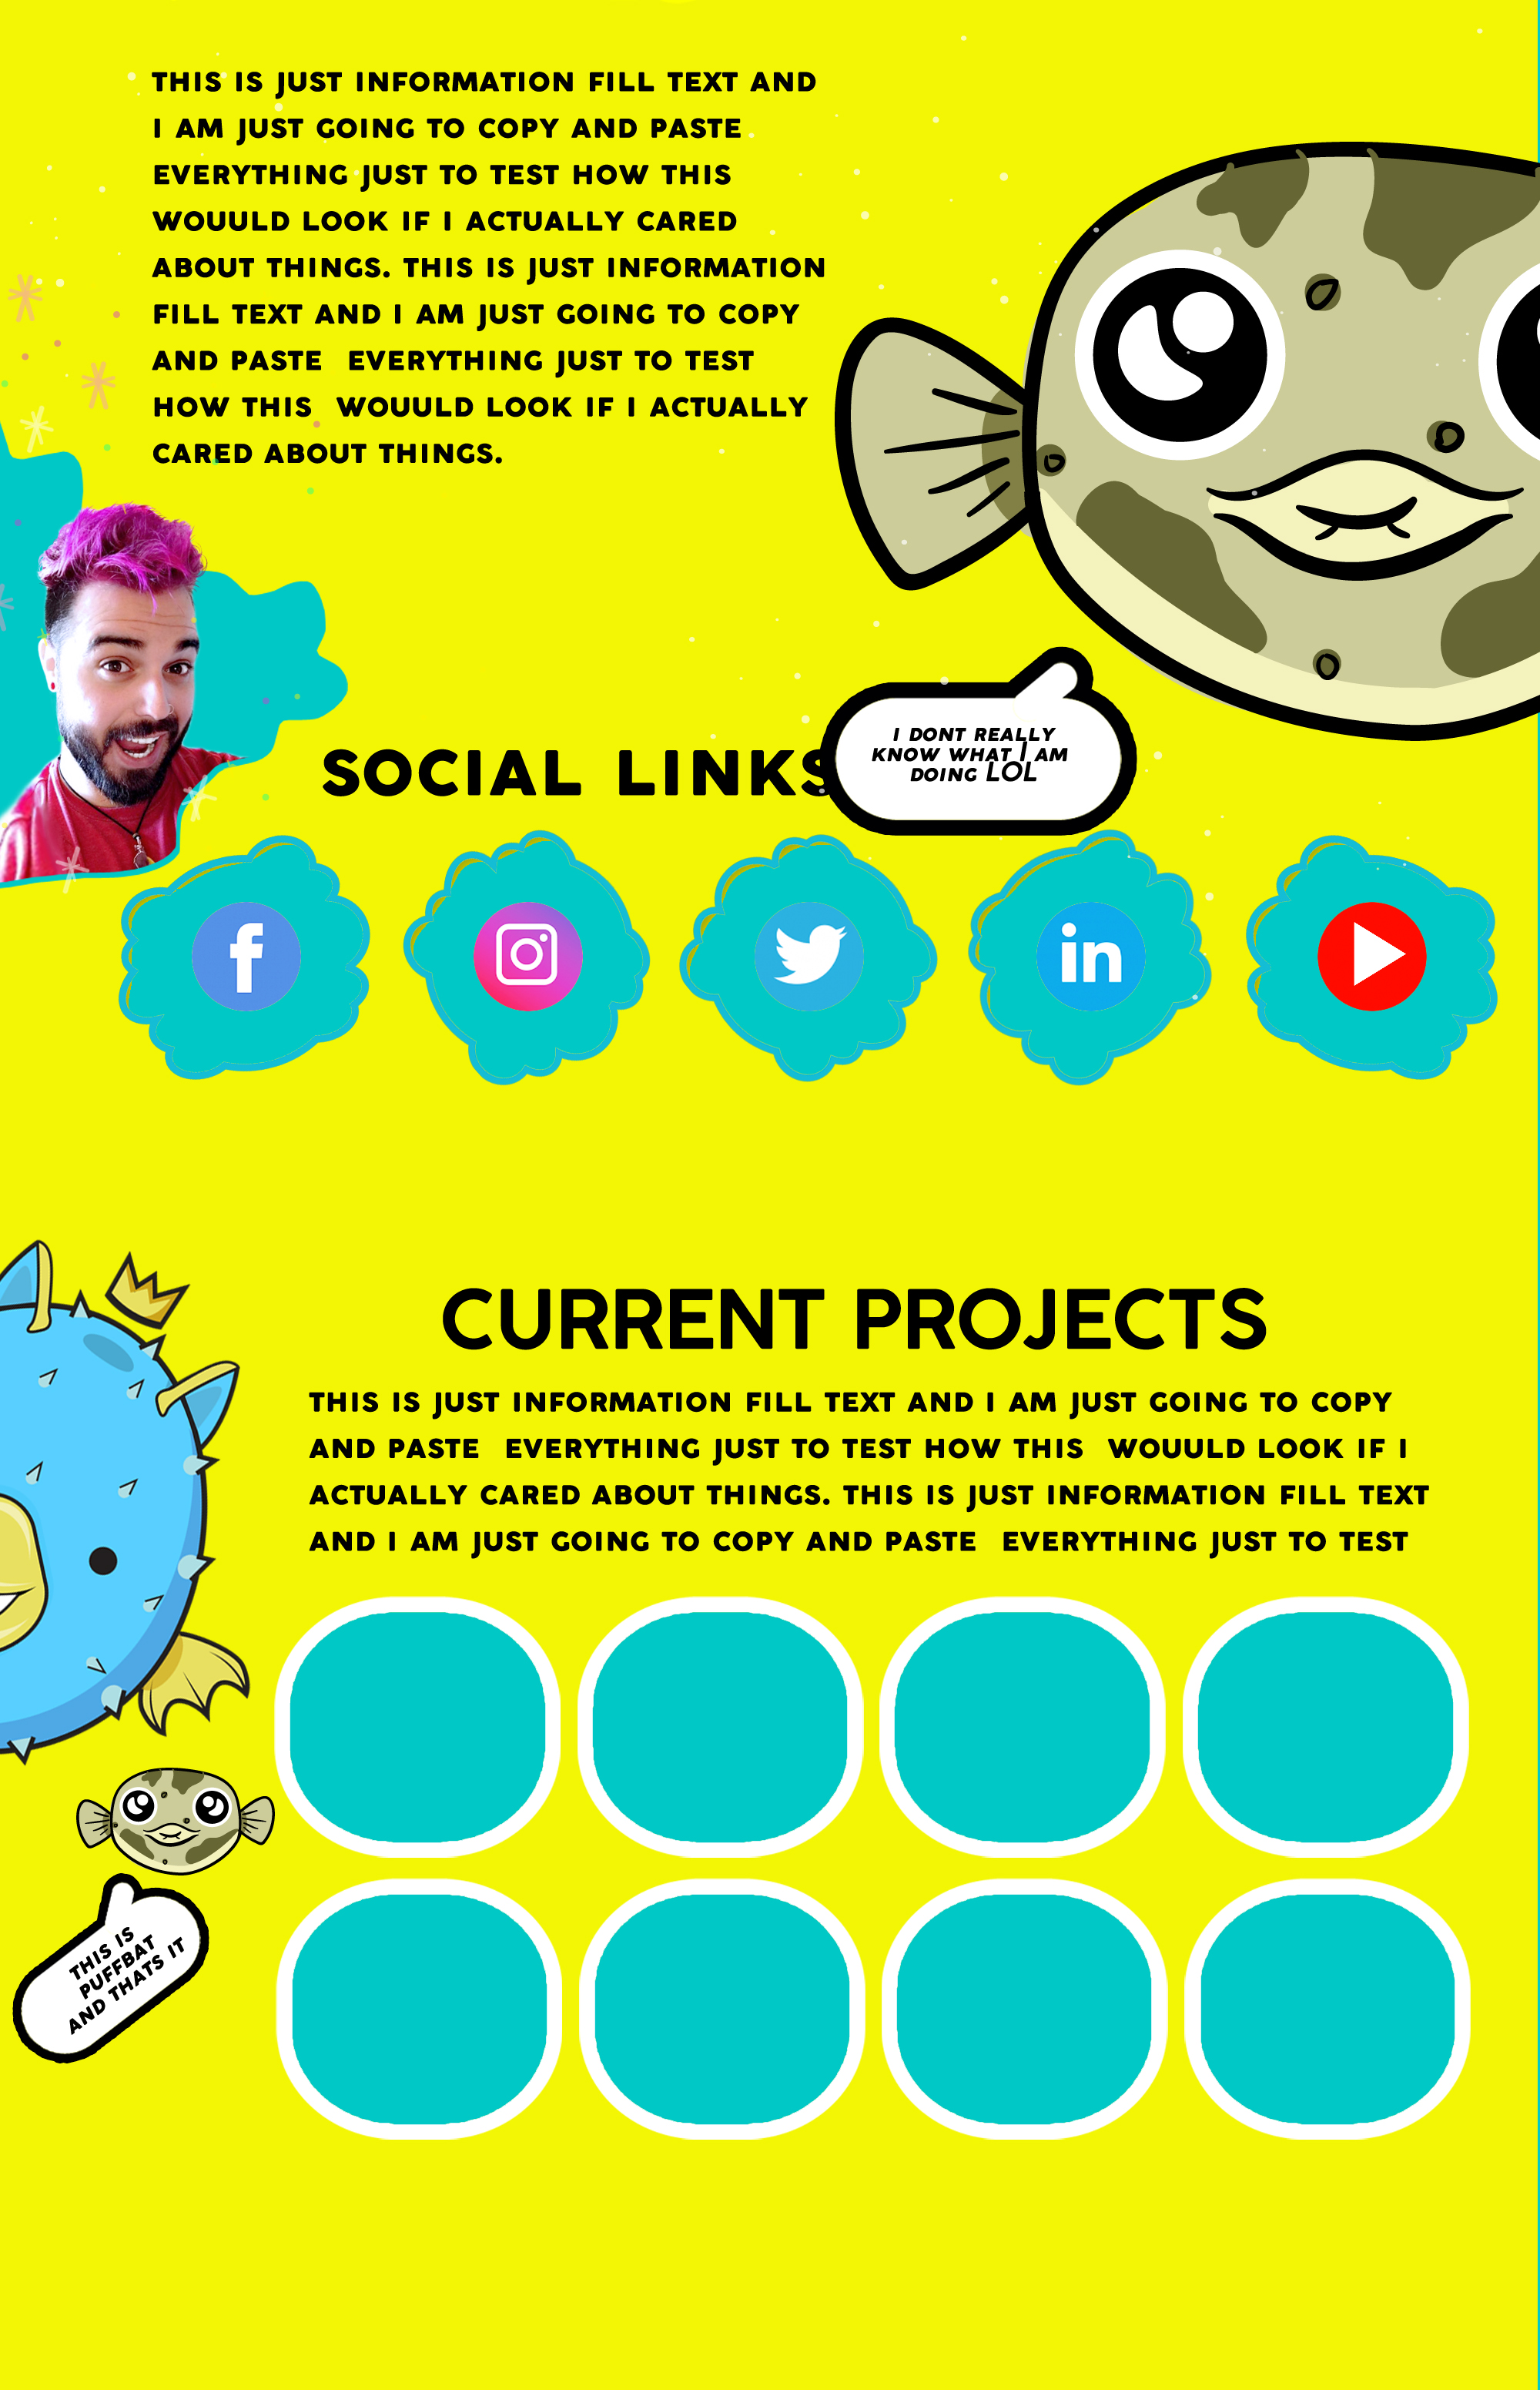 THIS IS JUST INFORMATION FILL TEXT AND
I AM JUST GOING TO COPY AND PASTE
EVERYTHING JUST TO TEST HOW THIS
WOUULD LOOK IF I ACTUALLY CARED
ABOUT THINGS. THIS IS JUST INFORMATION
FILL TEXT AND I AM JUST GOING TO COPY
AND PASTE  EVERYTHING JUST TO TEST
HOW THIS  WOUULD LOOK IF I ACTUALLY
CARED ABOUT THINGS.
SOCIAL LINKS
I DONT REALLY
KNOW WHAT I AM
DOING LOL
f
in
CURRENT PROJECTS
THIS IS JUST INFORMATION FILL TEXT AND I AM JUST GOING TO COPY
AND PASTE  EVERYTHING JUST TO TEST HOW THIS  WOUULD LOOK IF I
ACTUALLY CARED ABOUT THINGS. THIS IS JUST INFORMATION FILL TEXT
AND I AM JUST GOING TO COPY AND PASTE  EVERYTHING JUST TO TEST
THIS IS
PUFFBAT
AND THATS IT